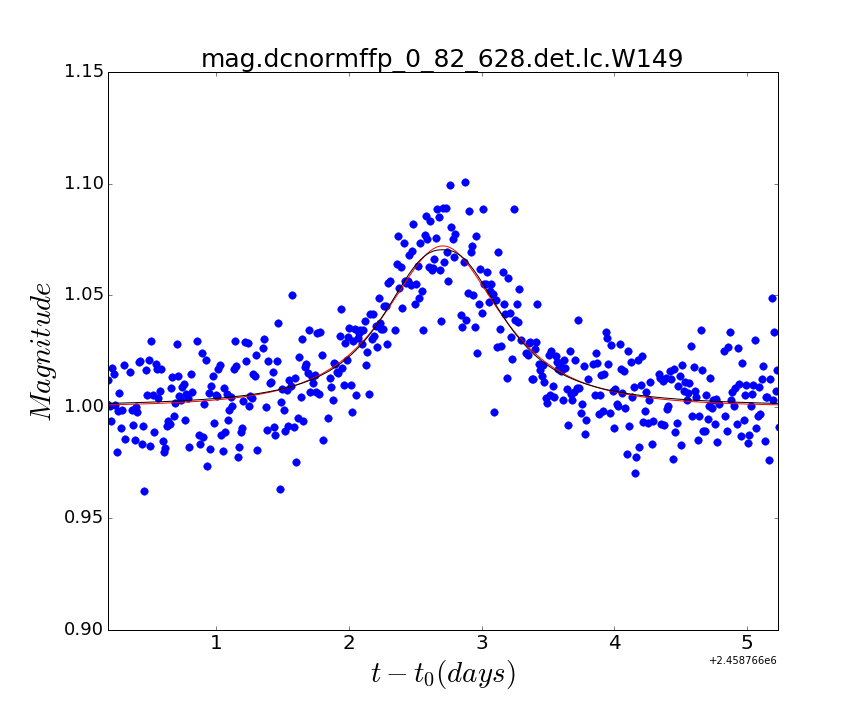 mag.dcnormffp_0_82_628.det.lc.W149
1.15
1.10
1.05
1.00
0.95
0.90
Magnitude
1 2 3 4 5
+2.458766e6
t − t₀(days)